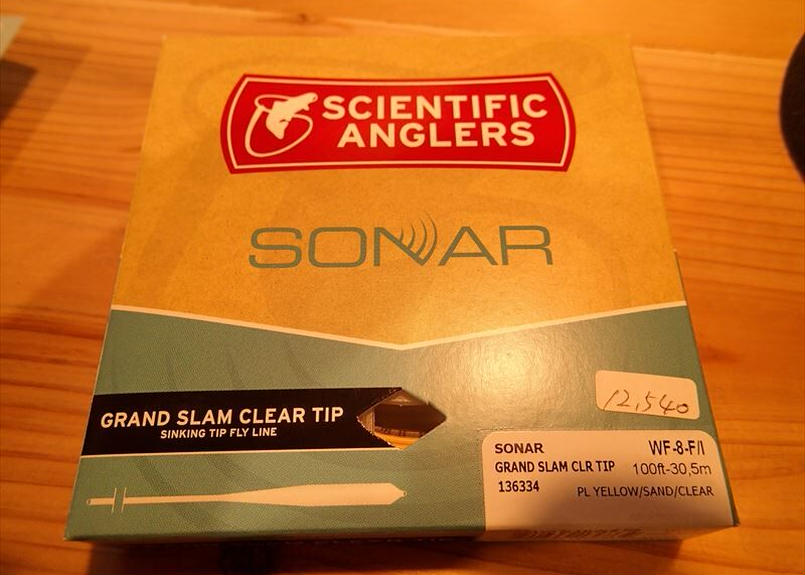 SCIENTIFIC
ANGLERS
SONAR
GRAND SLAM CLEAR TIP
SINKING TIP FLY LINE
12,540
SONAR WF-8-F/I
GRAND SLAM CLR TIP 100ft-30,5m
136334 PL YELLOW/SAND/CLEAR